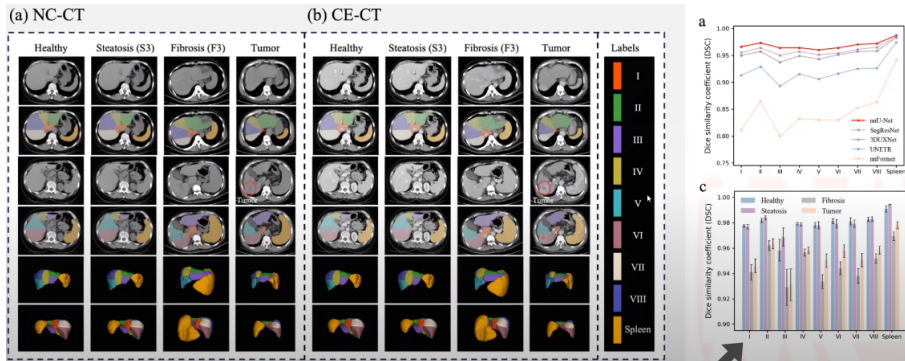 (a) NC-CT
Healthy Steatosis (S3) Fibrosis (F3) Tumor
Tumor
(b) CE-CT
Healthy Steatosis (S3) Fibrosis (F3) Tumor Labels
Tumor
I
II
III
IV
V
VI
VII
VIII
Spleen
a
Dice similarity coefficient (DSC)
1.00
0.95
0.90
0.85
0.80
0.75
nnU-Net
SegResNet
3DUXNet
UNETR
nnFormer
I II III IV V VI VII VIII Spleen
c
Dice similarity coefficient (DSC)
Healthy Fibrosis
Steatosis Tumor
0.98
0.96
0.94
0.92
0.90
I II III IV V VI VII VIII Spleen